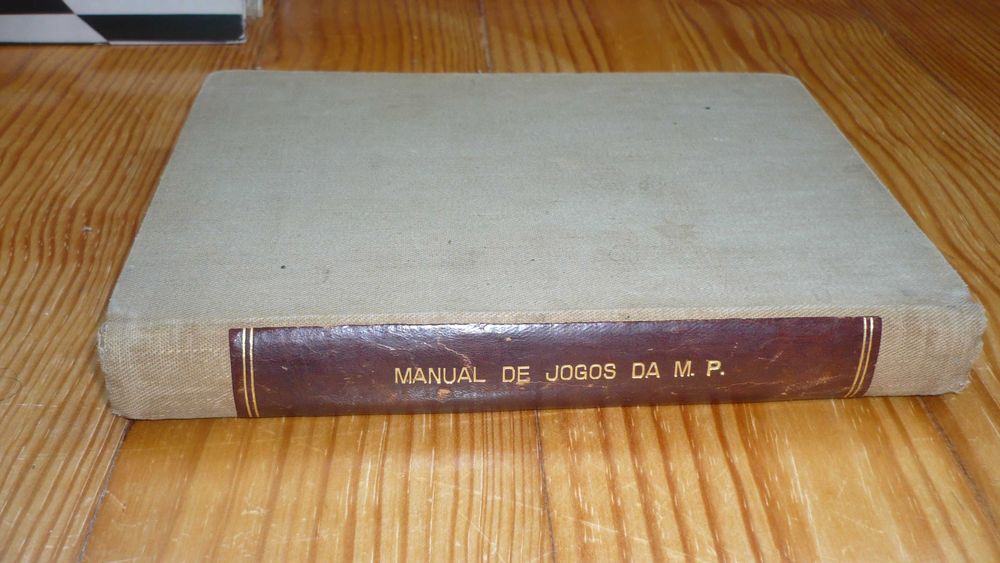 MANUAL DE JOGOS DA M. P.